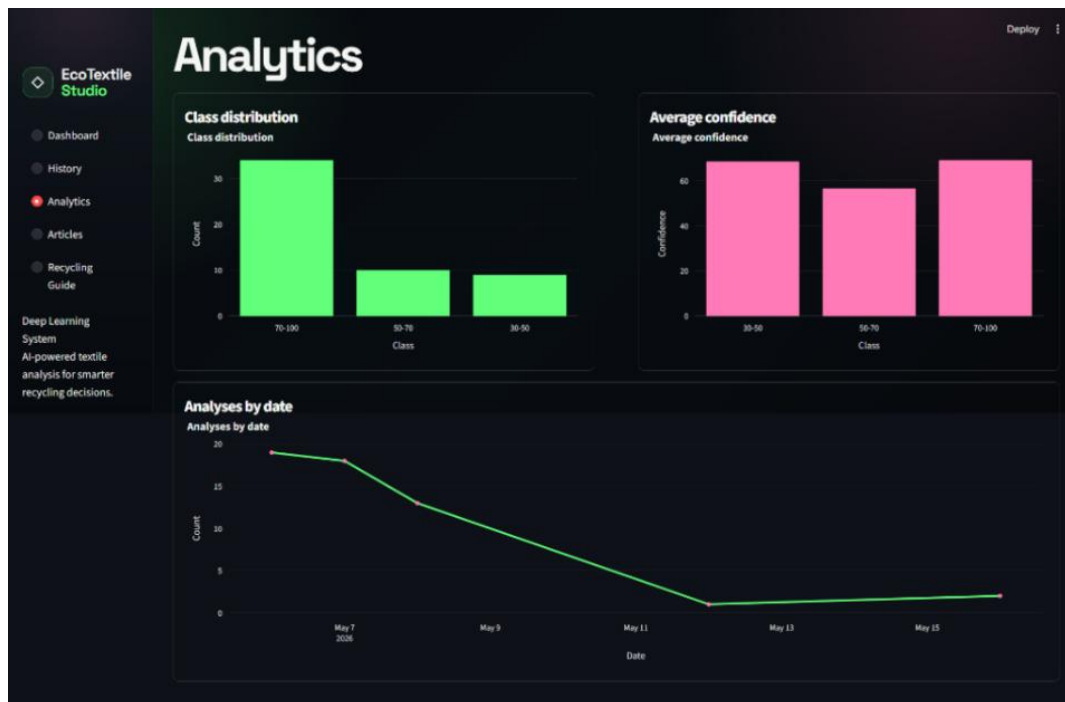 Deploy
EcoTextile
Studio
Dashboard
History
Analytics
Articles
Recycling
Guide
Deep Learning
System
AI-powered textile
analysis for smarter
recycling decisions.
Analytics
Class distribution
Class distribution
30
20
10
0
Count
70-100
50-70
30-50
Class
Average confidence
Average confidence
60
40
20
0
Confidence
30-50
50-70
70-100
Class
Analyses by date
Analyses by date
20
15
10
5
0
Count
May 7
2026
May 9
May 11
May 13
May 15
Date